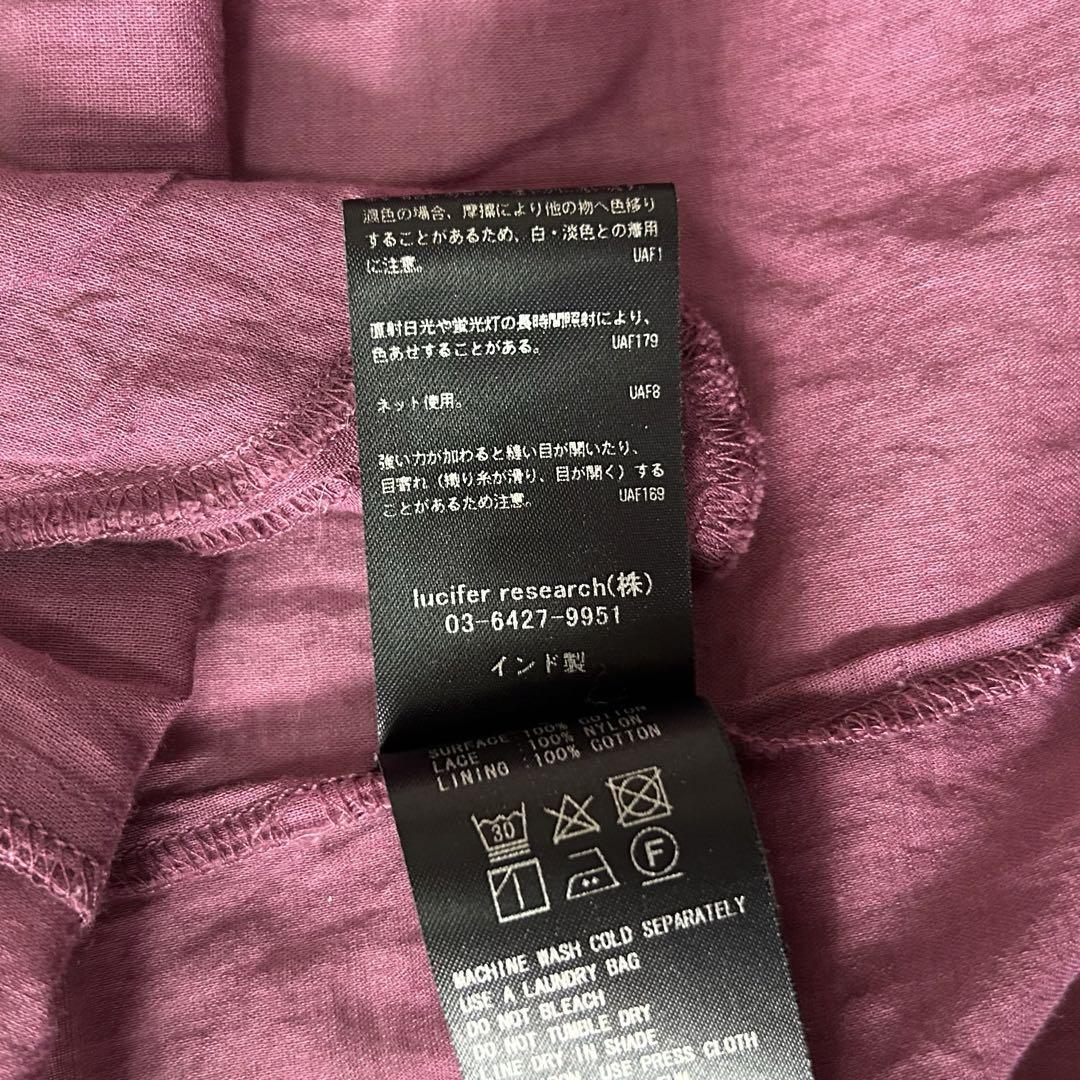 濃色の場合、摩擦により他の物へ色移り
することがあるため、白・淡色との着用
に注意。 UAF1
直射日光や蛍光灯の長時間照射により、
色あせすることがある。 UAF179
ネット使用。 UAF8
強い力が加わると縫い目が開いたり、
目寄れ(織り糸が滑り、目が開く)する
ことがあるため注意。 UAF169
lucifer research(株)
03-6427-9951
インド製
SURFACE 100% COTTON
LACE :100% NYLON
LINING :100% COTTON
30
F
MACHINE WASH COLD SEPARATELY
USE A LAUNDRY BAG
DO NOT BLEACH
DO NOT TUMBLE DRY
LINE DRY IN SHADE
USE PRESS CLOTH